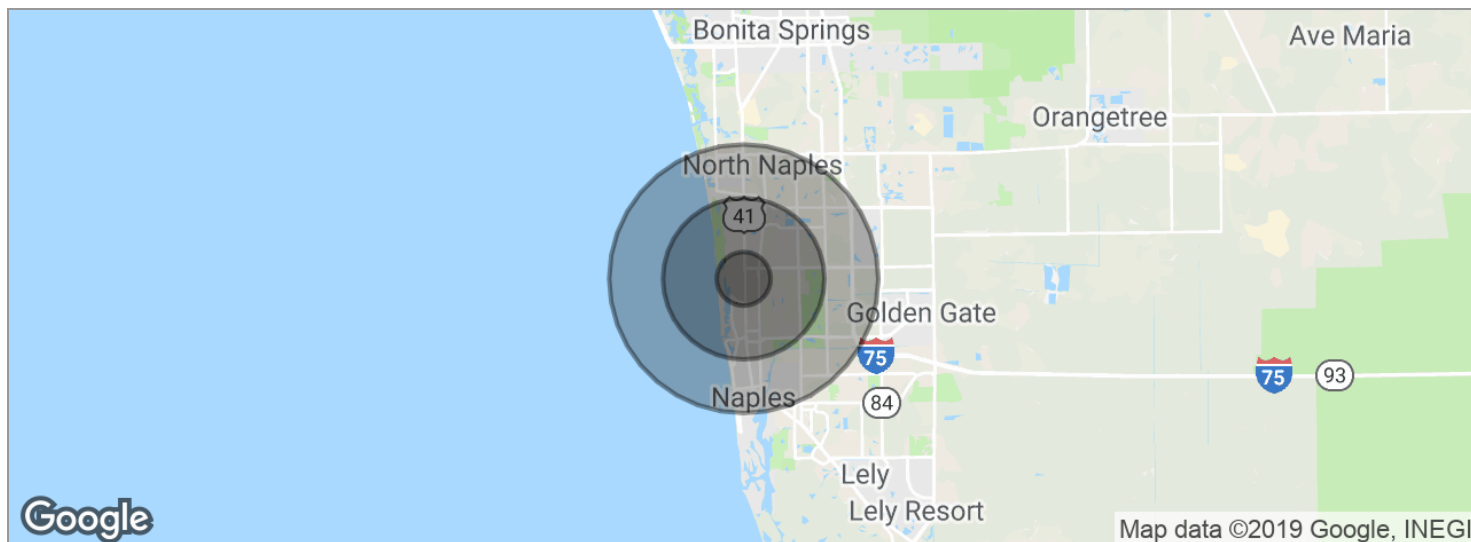 Bonita Springs
Ave Maria
Orangetree
North Naples
41
Golden Gate
75
75
93
Naples
84
Lely
Lely Resort
Google
Map data ©2019 Google, INEGI